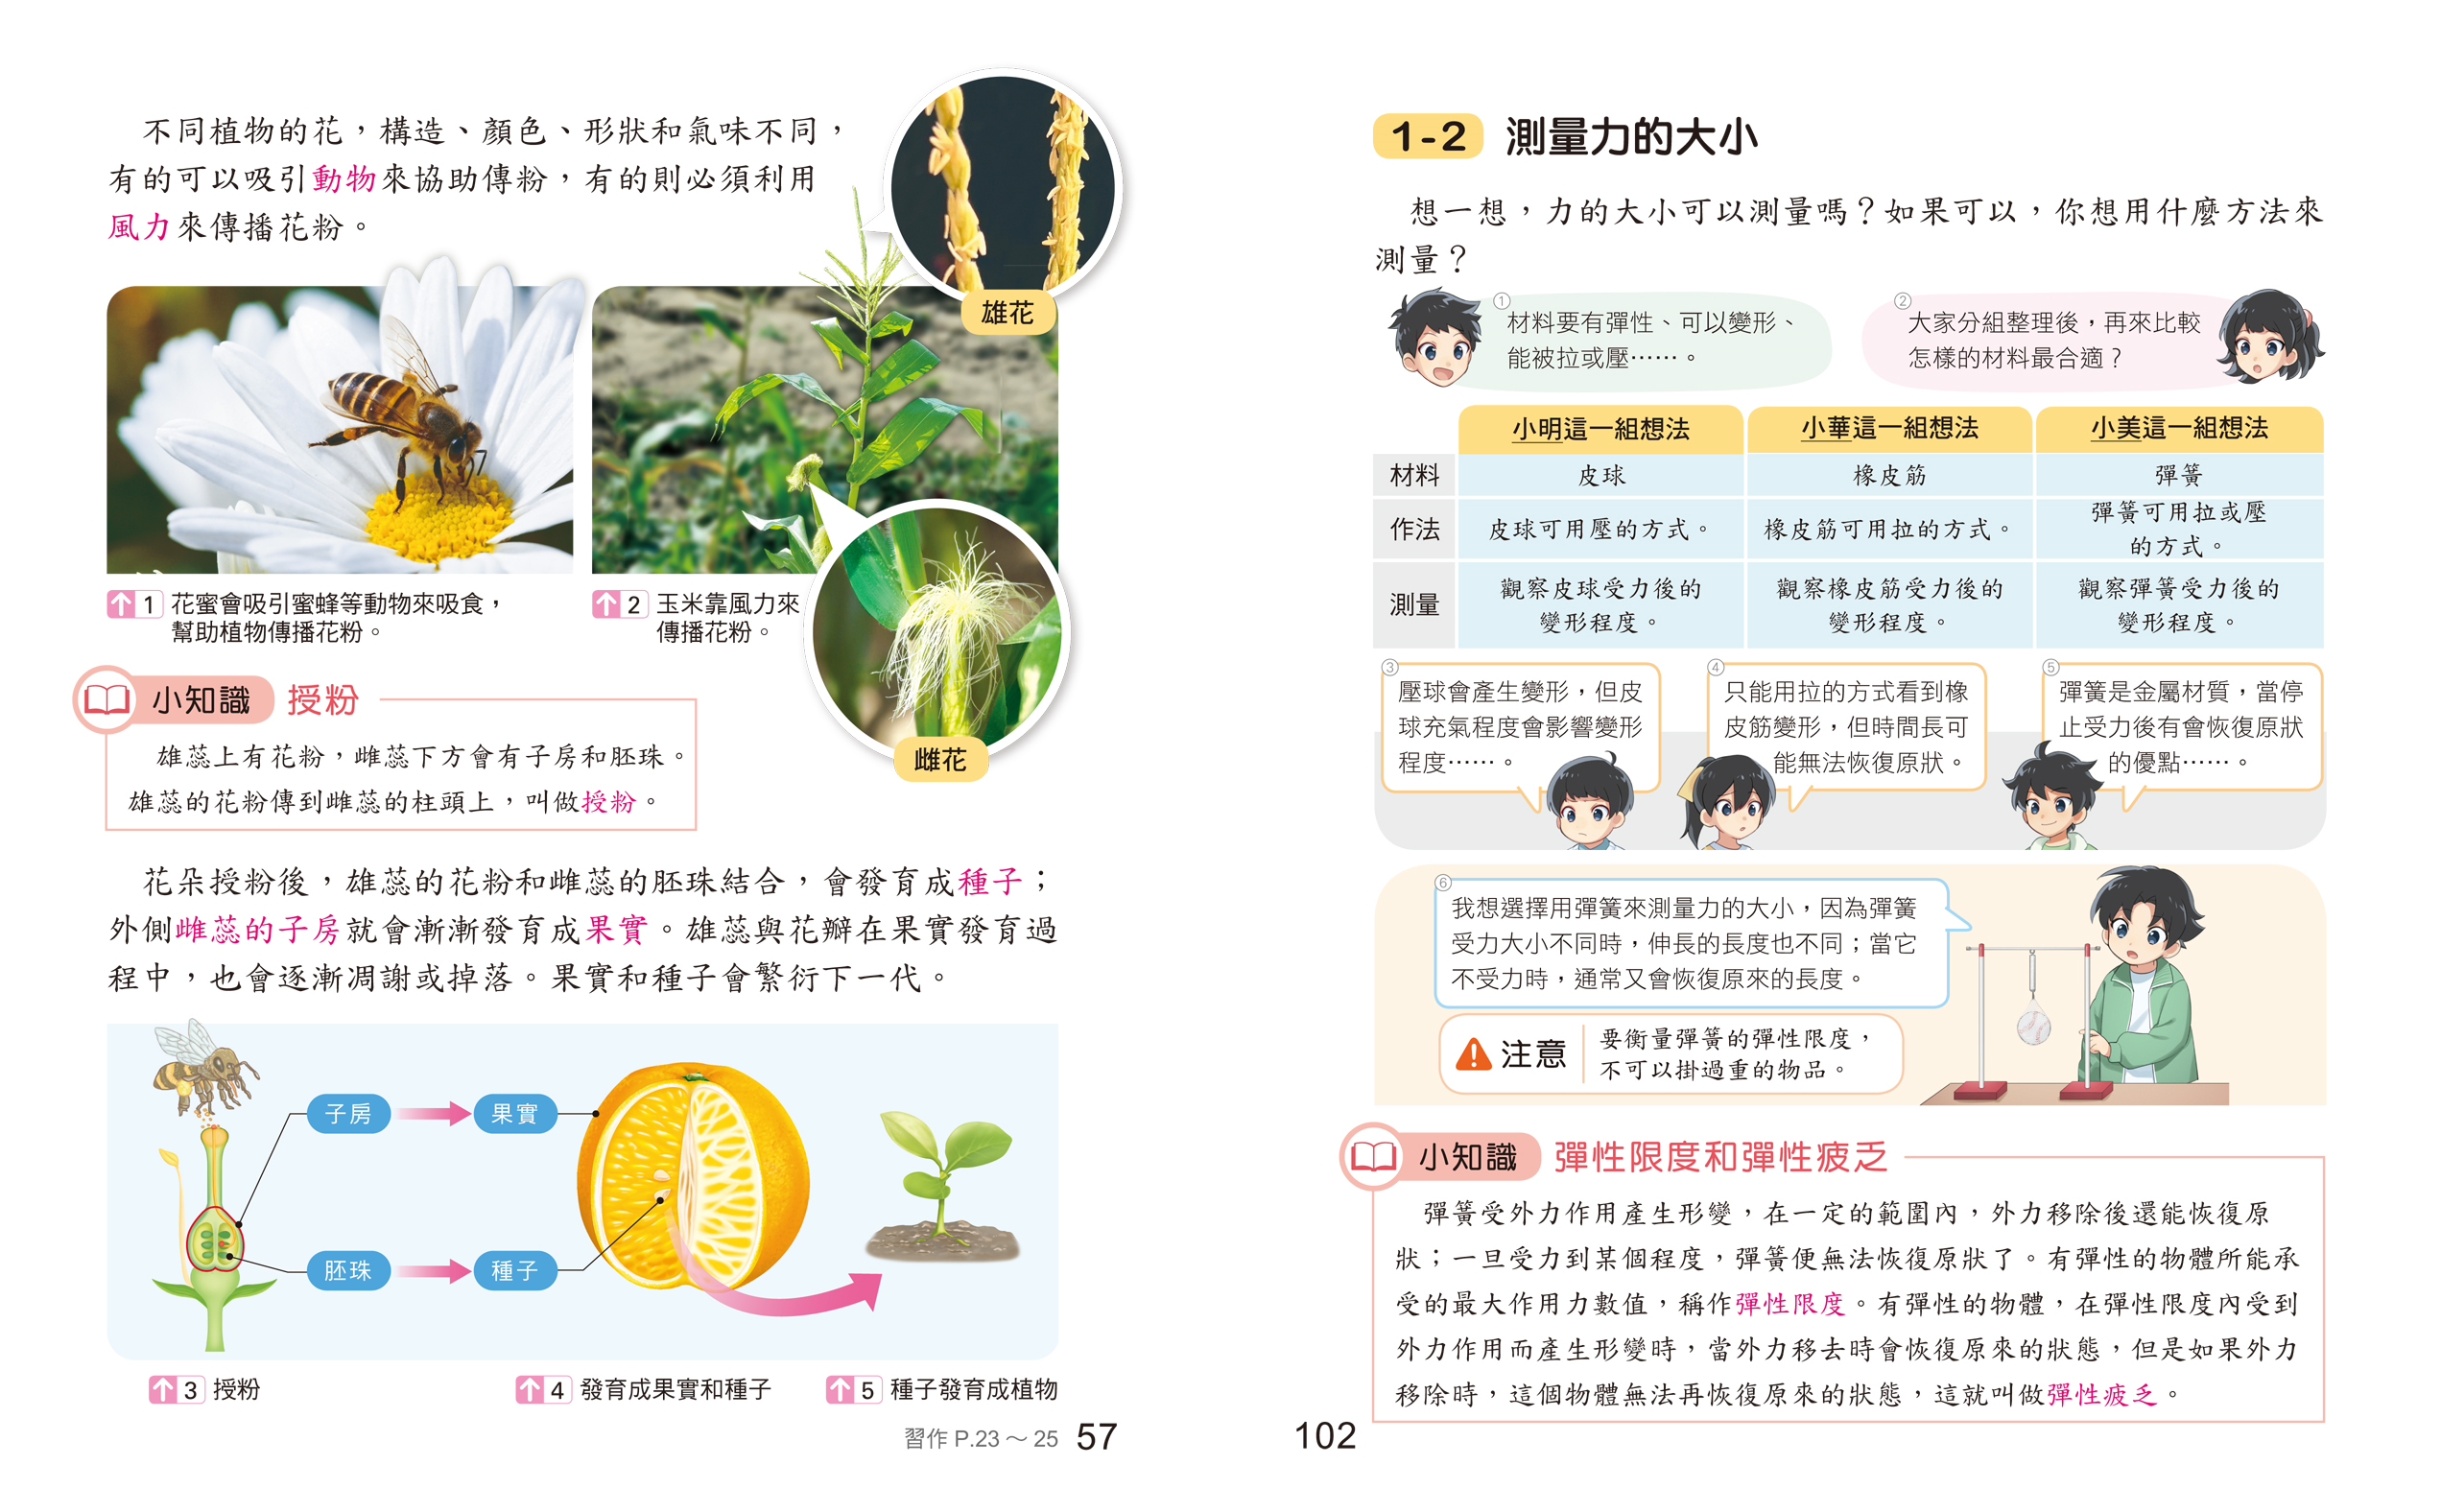 不同植物的花，構造、顏色、形狀和氣味不同，
有的可以吸引動物來協助傳粉，有的則必須利用
風力來傳播花粉。
雄花
↑1 花蜜會吸引蜜蜂等動物來吸食，
幫助植物傳播花粉。
↑2 玉米靠風力來
傳播花粉。
雌花
小知識 授粉
雄蕊上有花粉，雌蕊下方會有子房和胚珠。
雄蕊的花粉傳到雌蕊的柱頭上，叫做授粉。
花朵授粉後，雄蕊的花粉和雌蕊的胚珠結合，會發育成種子；
外側雌蕊的子房就會漸漸發育成果實。雄蕊與花瓣在果實發育過
程中，也會逐漸凋謝或掉落。果實和種子會繁衍下一代。
子房 果實
胚珠 種子
↑3 授粉
↑4 發育成果實和種子
↑5 種子發育成植物
習作 P.23～25 57
1-2 測量力的大小
想一想，力的大小可以測量嗎？如果可以，你想用什麼方法來
測量？
①
材料要有彈性、可以變形、
能被拉或壓⋯⋯。
②
大家分組整理後，再來比較
怎樣的材料最合適？
小明這一組想法 小華這一組想法 小美這一組想法
材料 皮球 橡皮筋 彈簧
作法 皮球可用壓的方式。 橡皮筋可用拉的方式。 彈簧可用拉或壓
的方式。
測量 觀察皮球受力後的 觀察橡皮筋受力後的 觀察彈簧受力後的
變形程度。 變形程度。 變形程度。
③
壓球會產生變形，但皮
球充氣程度會影響變形
程度⋯⋯。
④
只能用拉的方式看到橡
皮筋變形，但時間長可
能無法恢復原狀。
⑤
彈簧是金屬材質，當停
止受力後有會恢復原狀
的優點⋯⋯。
⑥
我想選擇用彈簧來測量力的大小，因為彈簧
受力大小不同時，伸長的長度也不同；當它
不受力時，通常又會恢復原來的長度。
注意
要衡量彈簧的彈性限度，
不可以掛過重的物品。
小知識 彈性限度和彈性疲乏
彈簧受外力作用產生形變，在一定的範圍內，外力移除後還能恢復原
狀；一旦受力到某個程度，彈簧便無法恢復原狀了。有彈性的物體所能承
受的最大作用力數值，稱作彈性限度。有彈性的物體，在彈性限度內受到
外力作用而產生形變時，當外力移去時會恢復原來的狀態，但是如果外力
移除時，這個物體無法再恢復原來的狀態，這就叫做彈性疲乏。
102